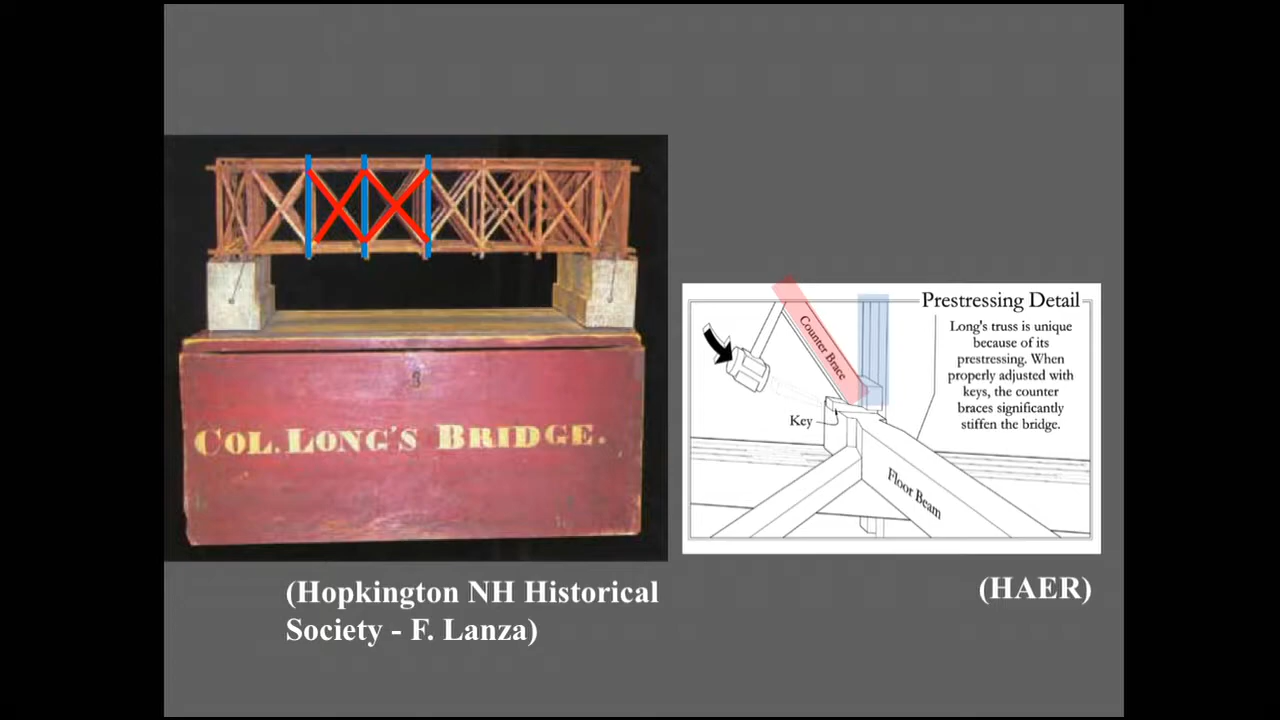 COL. LONG'S BRIDGE.
Prestressing Detail
Long's truss is unique
because of its
prestressing. When
properly adjusted with
keys, the counter
braces significantly
stiffen the bridge.
Counter Brace
Key
Floor Beam
(Hopkington NH Historical
Society - F. Lanza)
(HAER)